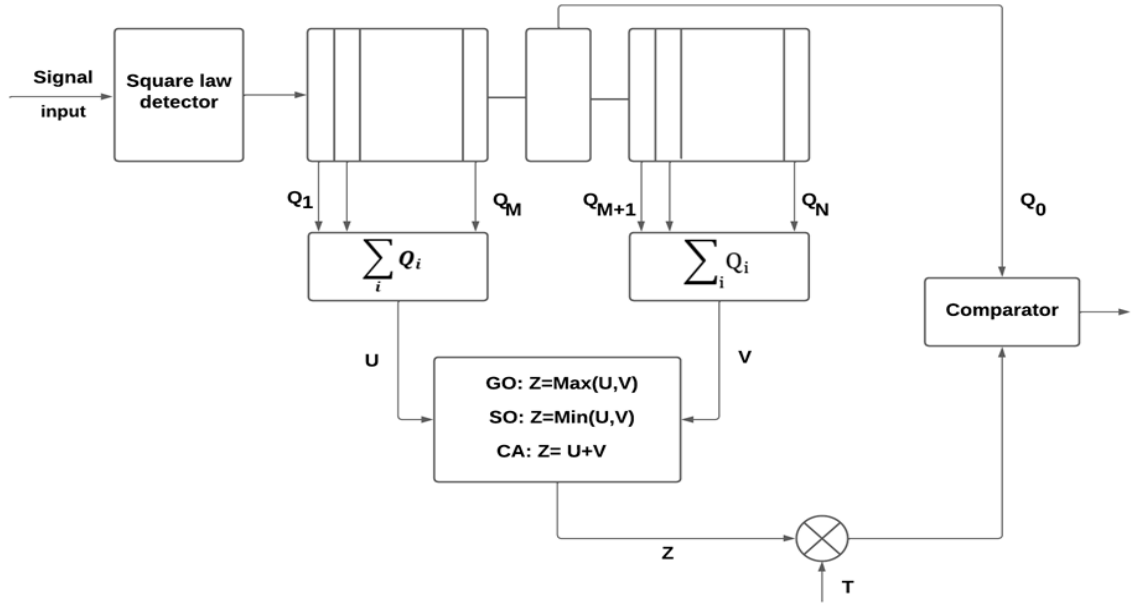 Signal
input
Square law
detector
Q1
QM
QM+1
QN
Q0
∑i Qi
∑i Qi
Comparator
U
V
GO: Z=Max(U,V)
SO: Z=Min(U,V)
CA: Z= U+V
Z
T